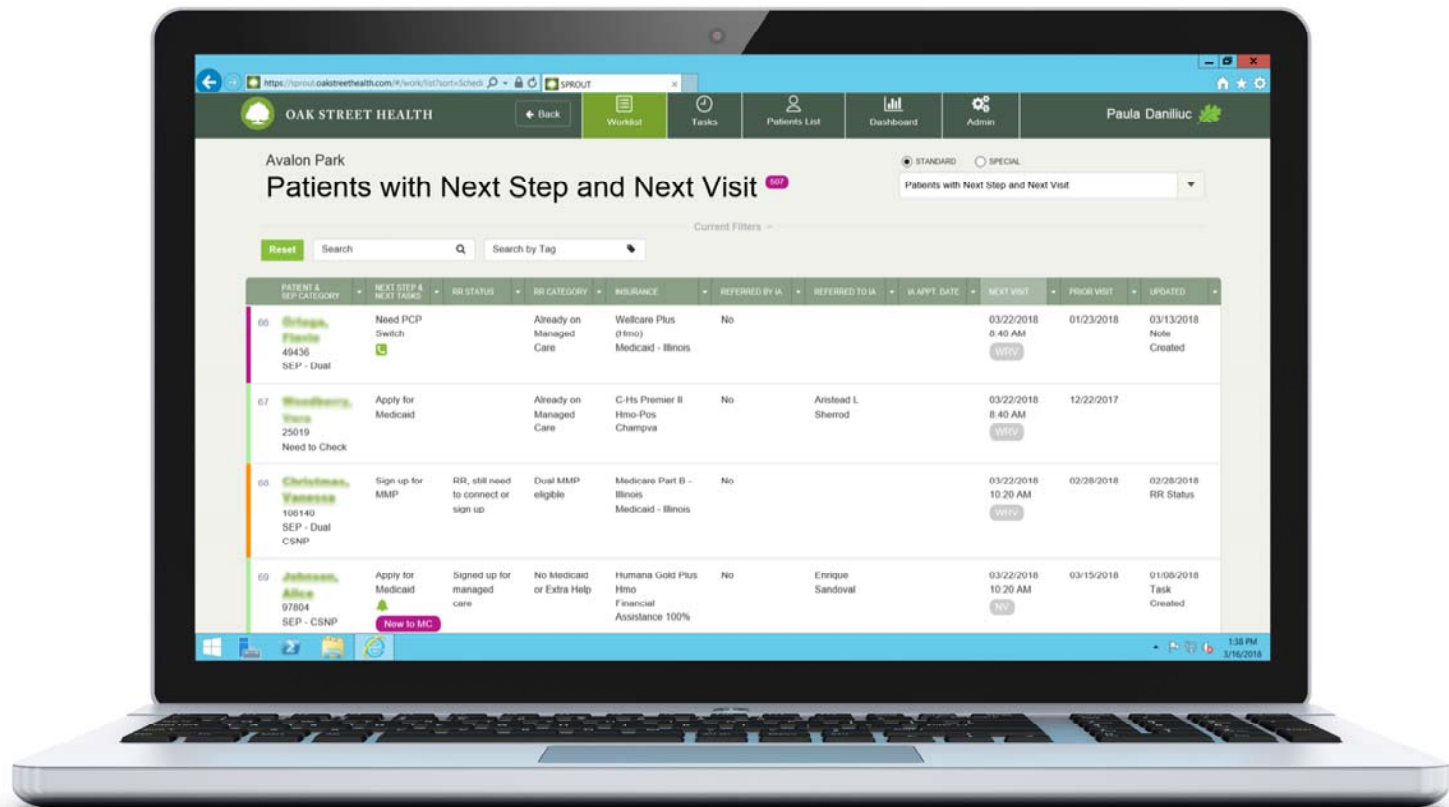 https://sprout.oakstreethealth.com/#/work/list?sort=Schedi
SPROUT
OAK STREET HEALTH
Back
Worklist
Tasks
Patients List
Dashboard
Admin
Paula Daniliuc
Avalon Park
Patients with Next Step and Next Visit 507
STANDARD SPECIAL
Patients with Next Step and Next Visit
Current Filters
Reset
Search
Search by Tag
PATIENT & SEP CATEGORY
NEXT STEP & NEXT TASKS
RR STATUS
RR CATEGORY
INSURANCE
REFERRED BY IA
REFERRED TO IA
IA APPT. DATE
NEXT VISIT
PRIOR VISIT
UPDATED
66
49436
SEP - Dual
Need PCP
Switch
Already on
Managed
Care
Wellcare Plus
(Hmo)
Medicaid - Illinois
No
03/22/2018
8:40 AM
WRV
01/23/2018
03/13/2018
Note
Created
67
25019
Need to Check
Apply for
Medicaid
Already on
Managed
Care
C-Hs Premier II
Hmo-Pos
Champva
No
Aristead L
Sherrod
03/22/2018
8:40 AM
WRV
12/22/2017
68
106140
SEP - Dual
CSNP
Sign up for
MMP
RR, still need
to connect or
sign up
Dual MMP
eligible
Medicare Part B -
Illinois
Medicaid - Illinois
No
03/22/2018
10:20 AM
WRV
02/28/2018
02/28/2018
RR Status
69
97804
SEP - CSNP
Apply for
Medicaid
New to MC
Signed up for
managed
care
No Medicaid
or Extra Help
Humana Gold Plus
Hmo
Financial
Assistance 100%
No
Enrique
Sandoval
03/22/2018
10:20 AM
NV
03/15/2018
01/08/2018
Task
Created
1:38 PM
3/16/2018